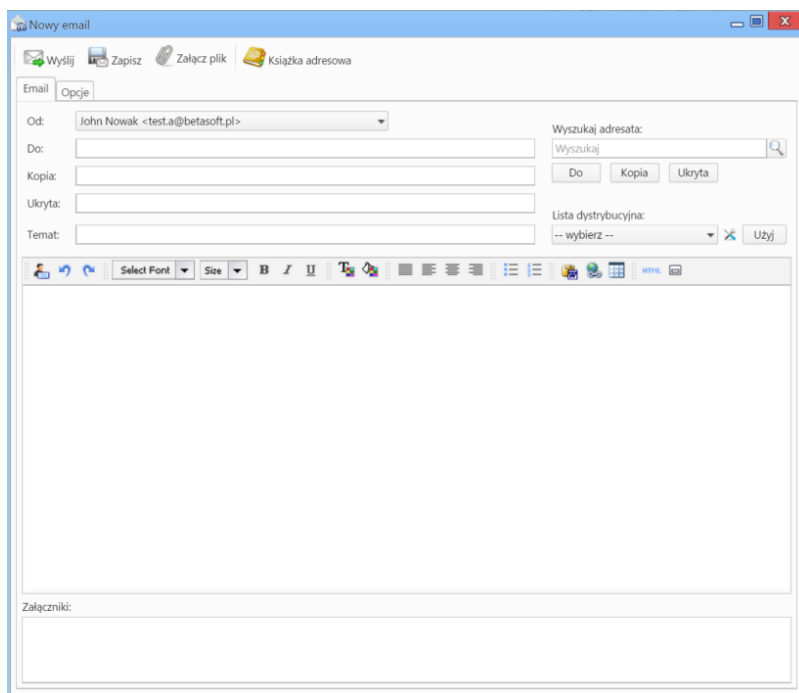 Nowy email
Wyślij Zapisz Załącz plik Książka adresowa
Email Opcje
Od: John Nowak <test.a@betasoft.pl>
Do:
Kopia:
Ukryta:
Temat:
Wyszukaj adresata:
Wyszukaj
Do Kopia Ukryta
Lista dystrybucyjna:
-- wybierz -- Użyj
Select Font Size B I U T HTML
Załączniki: